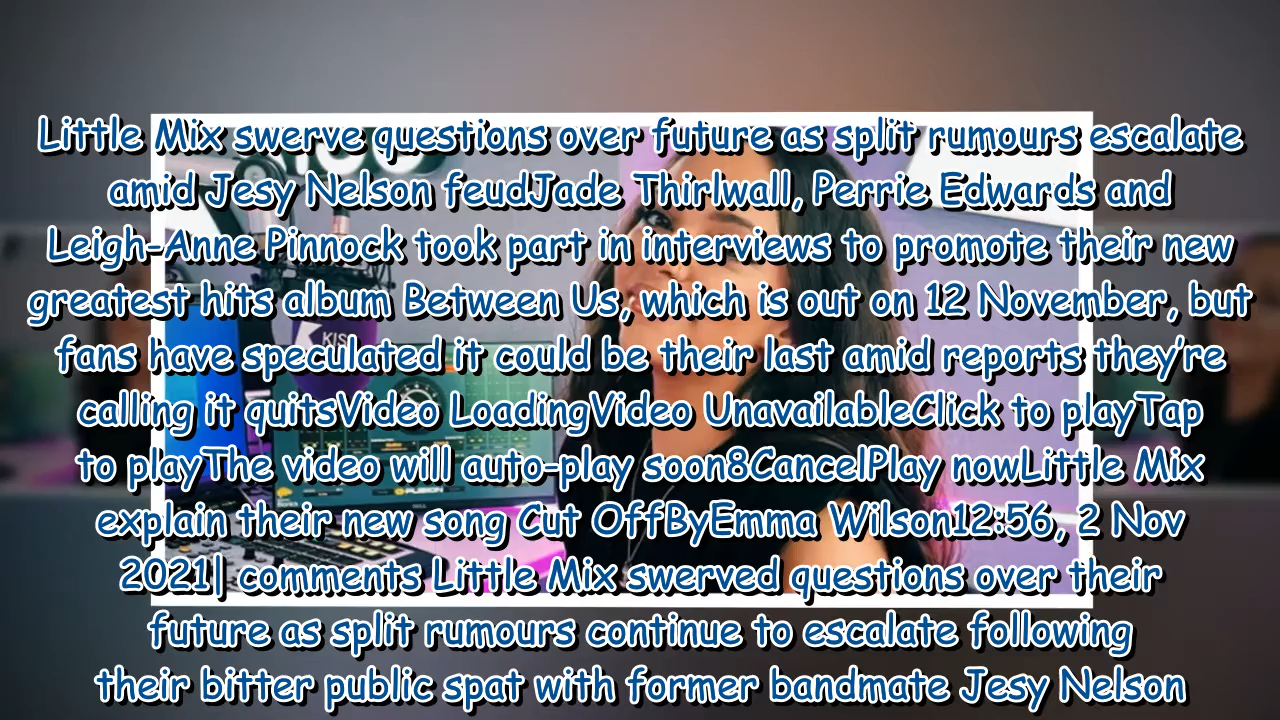 Little Mix swerve questions over future as split rumours escalate
amid Jesy Nelson feudJade Thirlwall, Perrie Edwards and
Leigh-Anne Pinnock took part in interviews to promote their new
greatest hits album Between Us, which is out on 12 November, but
fans have speculated it could be their last amid reports they're
calling it quitsVideo LoadingVideo UnavailableClick to playTap
to playThe video will auto-play soon8CancelPlay nowLittle Mix
explain their new song Cut OffByEmma Wilson12:56, 2 Nov
2021| comments Little Mix swerved questions over their
future as split rumours continue to escalate following
their bitter public spat with former bandmate Jesy Nelson
KISS
FUSION